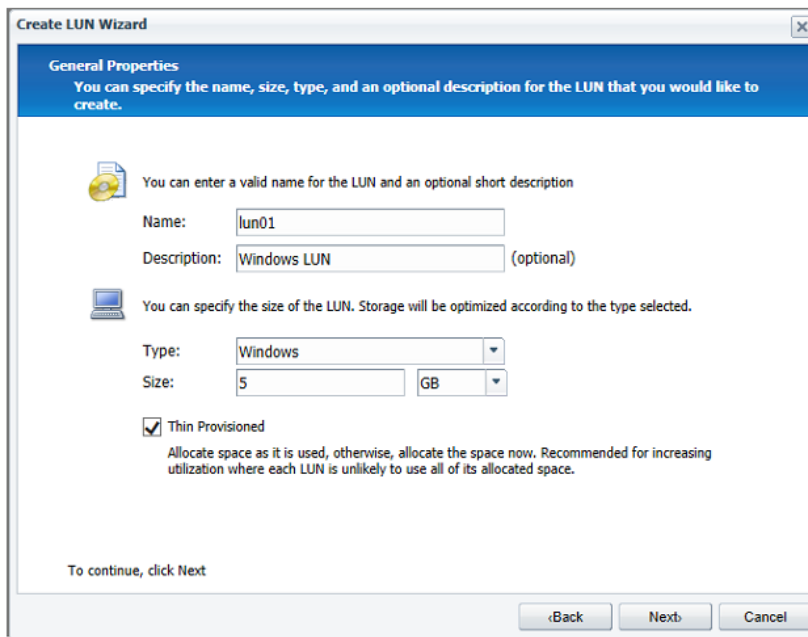 Create LUN Wizard
General Properties
You can specify the name, size, type, and an optional description for the LUN that you would like to
create.
You can enter a valid name for the LUN and an optional short description
Name: lun01
Description: Windows LUN (optional)
You can specify the size of the LUN. Storage will be optimized according to the type selected.
Type: Windows
Size: 5 GB
Thin Provisioned
Allocate space as it is used, otherwise, allocate the space now. Recommended for increasing
utilization where each LUN is unlikely to use all of its allocated space.
To continue, click Next
‹Back Next› Cancel